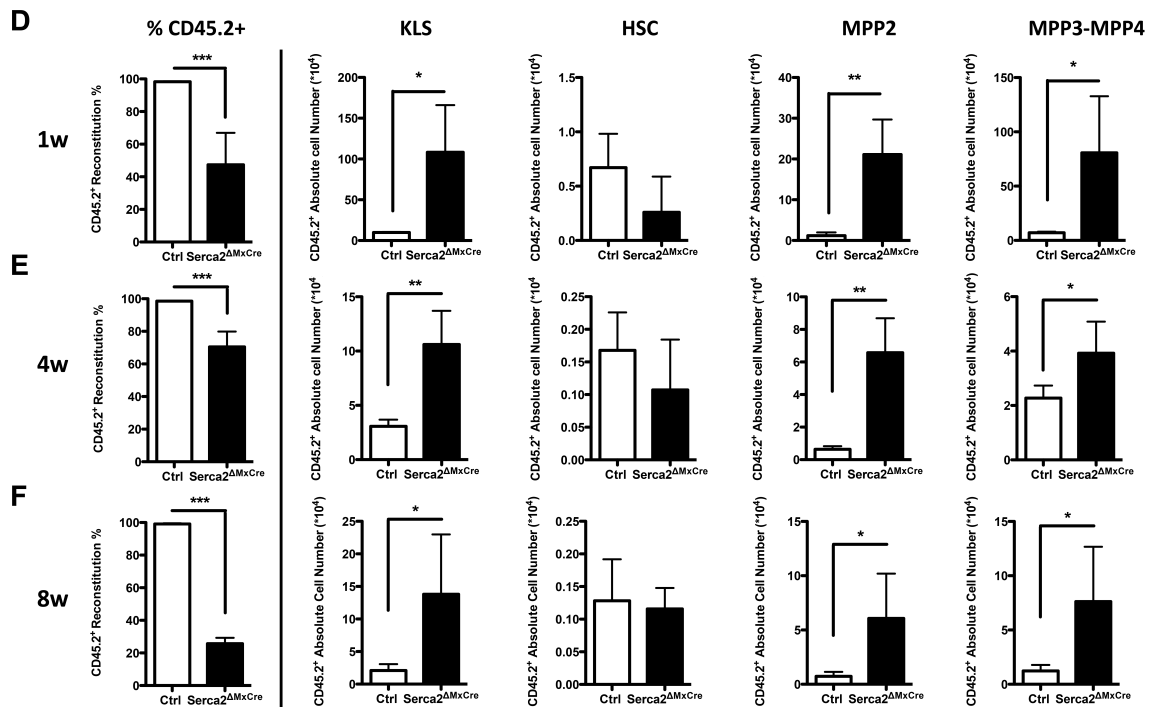 D
% CD45.2+ KLS HSC MPP2 MPP3-MPP4
1w
CD45.2+ Reconstitution %
100
80
60
40
20
0
***
Ctrl Serca2ΔMxCre
CD45.2+ Absolute cell Number (*10⁴)
200
150
100
50
0
*
Ctrl Serca2ΔMxCre
CD45.2+ Absolute cell Number (*10⁴)
1.5
1.0
0.5
0.0
Ctrl Serca2ΔMxCre
CD45.2+ Absolute cell Number (*10⁴)
40
30
20
10
0
**
Ctrl Serca2ΔMxCre
CD45.2+ Absolute cell Number (*10⁴)
150
100
50
0
*
Ctrl Serca2ΔMxCre
E
4w
CD45.2+ Reconstitution %
100
80
60
40
20
0
***
Ctrl Serca2ΔMxCre
CD45.2+ Absolute cell Number (*10⁴
15
10
5
0
**
Ctrl Serca2ΔMxCre
CD45.2+ Absolute cell Number (*10⁴)
0.25
0.20
0.15
0.10
0.05
0.00
Ctrl Serca2ΔMxCre
CD45.2+ Absolute cell Number (*10⁴)
10
8
6
4
2
0
**
Ctrl Serca2ΔMxCre
CD45.2+ Absolute cell Number (*10⁴)
6
4
2
0
*
Ctrl Serca2ΔMxCre
F
8w
CD45.2+ Reconstitution %
100
80
60
40
20
0
***
Ctrl Serca2ΔMxCre
CD45.2+ Absolute Cell Number (*10⁴)
25
20
15
10
5
0
*
Ctrl Serca2ΔMxCre
CD45.2+ Absolute Cell Number (*10⁴)
0.25
0.20
0.15
0.10
0.05
0.00
Ctrl Serca2ΔMxCre
CD45.2+ Absolute Cell Number (*10⁴)
15
10
5
0
*
Ctrl Serca2ΔMxCre
CD45.2+ Absolute Cell Number (*10⁴)
15
10
5
0
*
Ctrl Serca2ΔMxCre